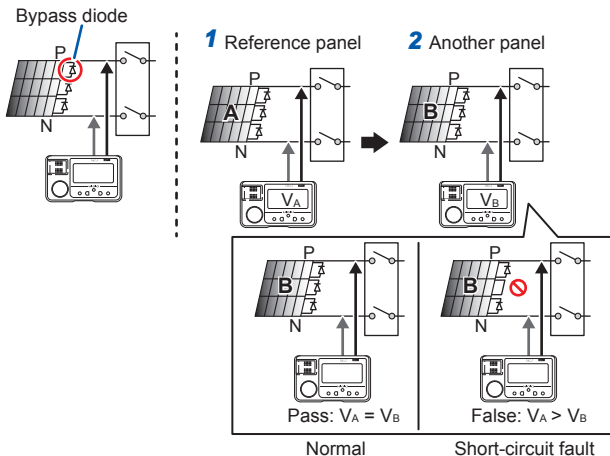 Bypass diode
P
N
1 Reference panel
P
A
N
VA
2 Another panel
P
B
N
VB
P
B
N
Pass: VA = VB
Normal
P
B
N
False: VA > VB
Short-circuit fault